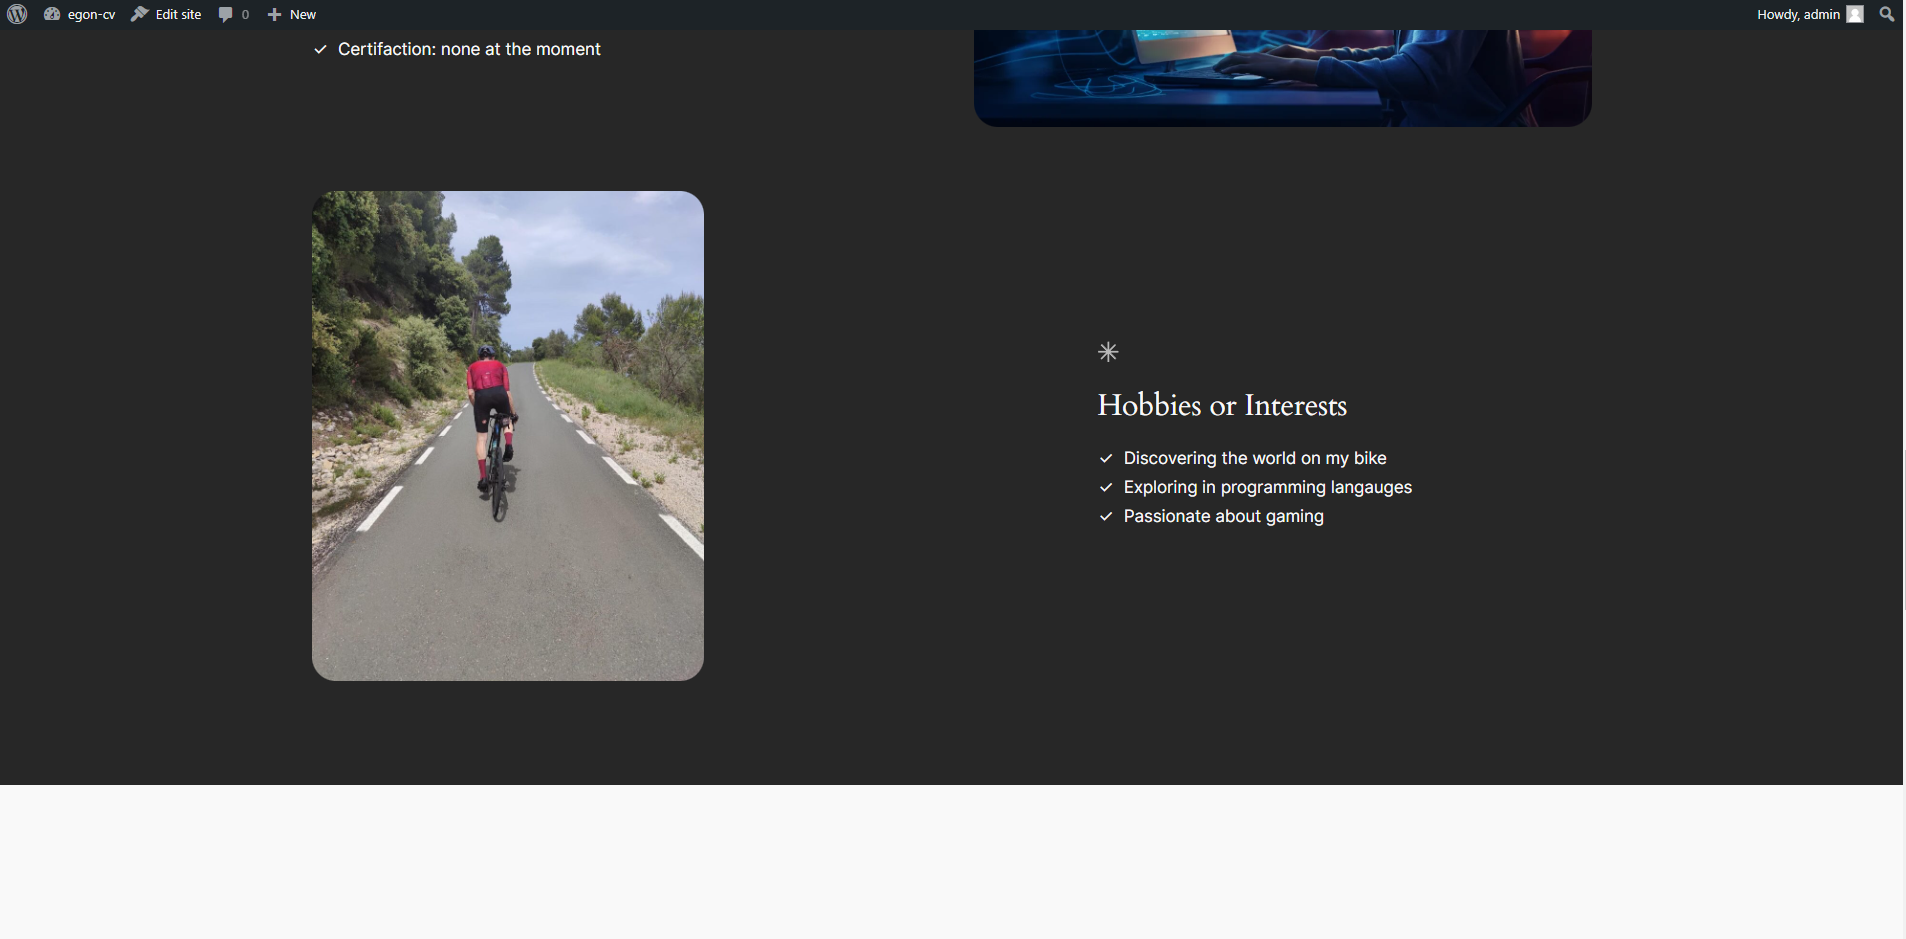 egon-cv Edit site 0 New Howdy, admin
Certifaction: none at the moment
Hobbies or Interests
Discovering the world on my bike
Exploring in programming langauges
Passionate about gaming